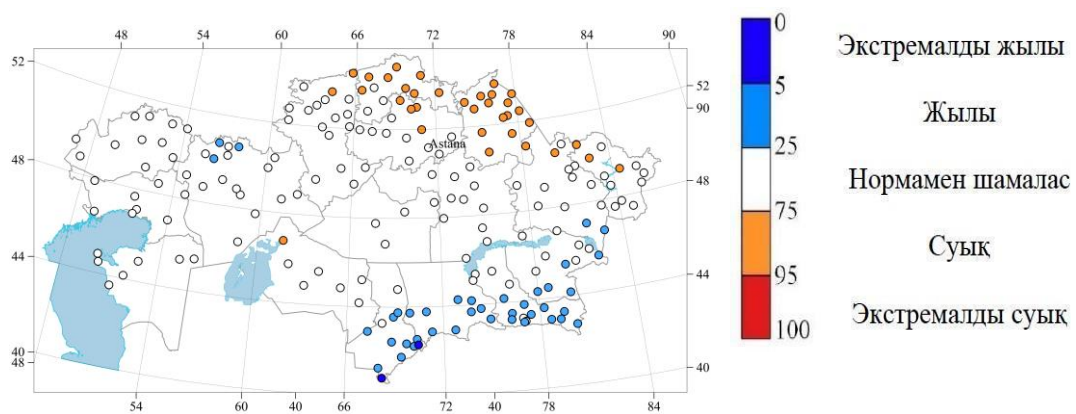 48 54 60 66 72 78 84 90
52
48
44
40
48
52
90
48
44
40
54 60 40 66 72 40 78 84
Astana
0
5
25
75
95
100
Экстремалды жылы
Жылы
Нормамен шамалас
Суық
Экстремалды суық